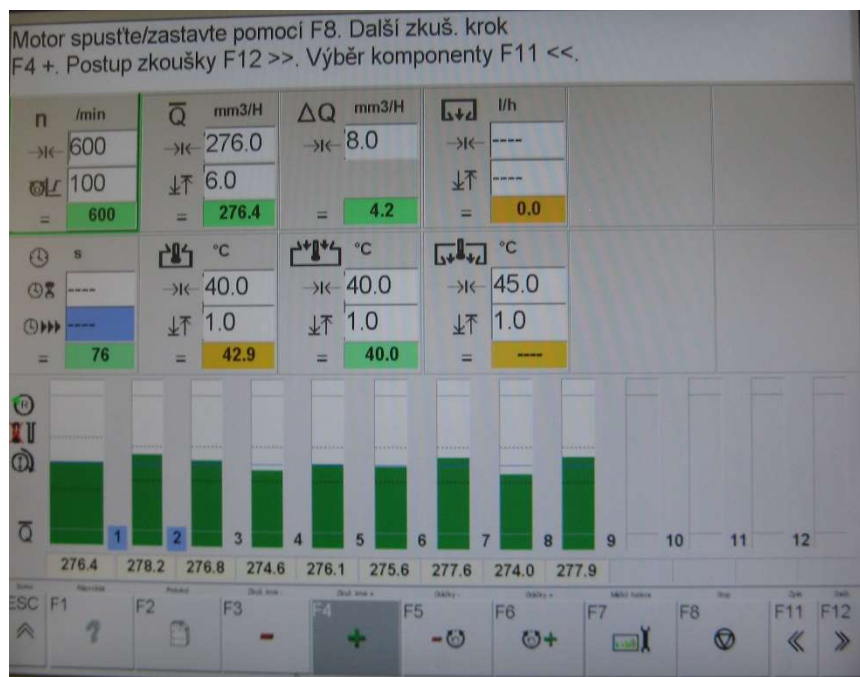 Motor spusťte/zastavte pomocí F8. Další zkuš. krok
F4 +. Postup zkoušky F12 >>. Výběr komponenty F11 <<.
n /min Q mm3/H ΔQ mm3/H l/h
600 276.0 8.0 ----
100 6.0 ----
= 600 = 276.4 = 4.2 = 0.0
s °C °C °C
---- 40.0 40.0 45.0
---- 1.0 1.0 1.0
= 76 = 42.9 = 40.0 = ----
Q 1 2 3 4 5 6 7 8 9 10 11 12
276.4 278.2 276.8 274.6 276.1 275.6 277.6 274.0 277.9
Stop
ESC F1 F2 F3 F4 F5 F6 F7 F8 F11 F12
? - + - + « »